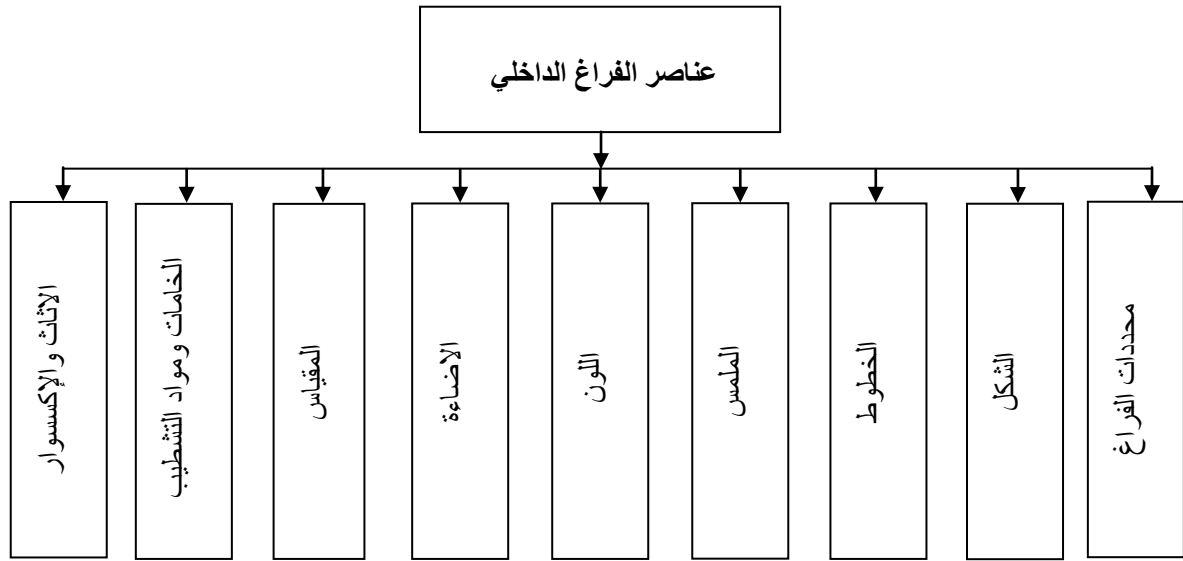 عناصر الفراغ الداخلي
محددات الفراغ
الشكل
الخطوط
الملمس
اللون
الاضاءة
المقياس
الخامات ومواد التشطيب
الاثاث والإكسسوار